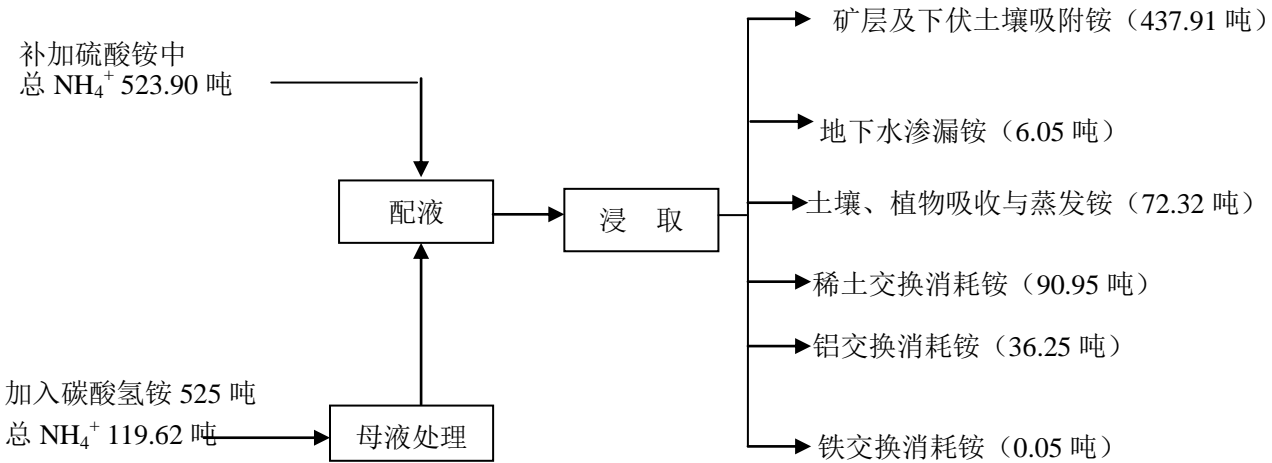 矿层及下伏土壤吸附铵（437.91 吨）
补加硫酸铵中
总 NH₄⁺ 523.90 吨
地下水渗漏铵（6.05 吨）
配液
浸 取
土壤、植物吸收与蒸发铵（72.32 吨）
稀土交换消耗铵（90.95 吨）
铝交换消耗铵（36.25 吨）
加入碳酸氢铵 525 吨
总 NH₄⁺ 119.62 吨
母液处理
铁交换消耗铵（0.05 吨）